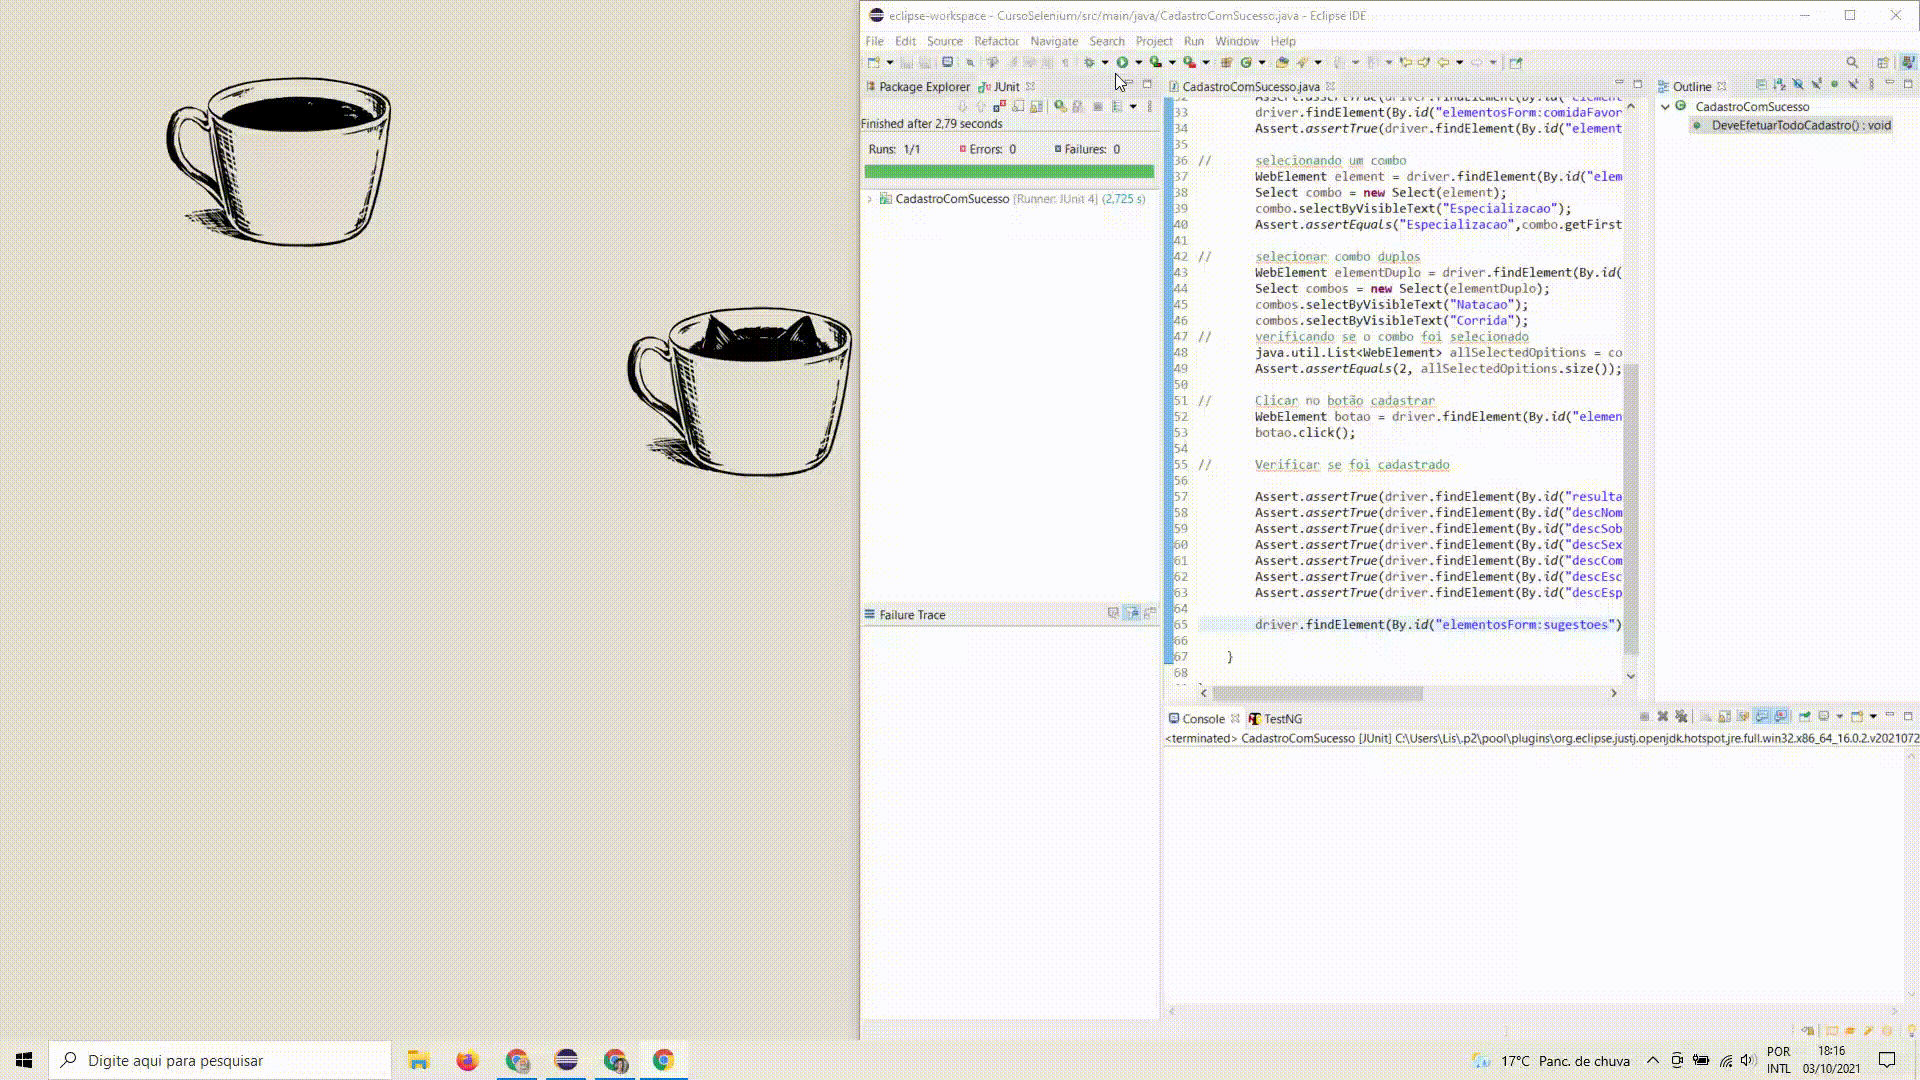 eclipse-workspace - CursoSelenium/src/main/java/CadastroComSucesso.java - Eclipse IDE
File Edit Source Refactor Navigate Search Project Run Window Help
Package Explorer JUnit
Finished after 2,79 seconds
Runs: 1/1 Errors: 0 Failures: 0
CadastroComSucesso [Runner: JUnit 4] (2,725 s)
Failure Trace
CadastroComSucesso.java
33 driver.findElement(By.id("elementosForm:comidaFavor
34 Assert.assertTrue(driver.findElement(By.id("element
35
36 // selecionando um combo
37 WebElement element = driver.findElement(By.id("elem
38 Select combo = new Select(element);
39 combo.selectByVisibleText("Especializacao");
40 Assert.assertEquals("Especializacao",combo.getFirst
41
42 // selecionar combo duplos
43 WebElement elementDuplo = driver.findElement(By.id(
44 Select combos = new Select(elementDuplo);
45 combos.selectByVisibleText("Natacao");
46 combos.selectByVisibleText("Corrida");
47 // verificando se o combo foi selecionado
48 java.util.List<WebElement> allSelectedOpitions = co
49 Assert.assertEquals(2, allSelectedOpitions.size());
50
51 // Clicar no botão cadastrar
52 WebElement botao = driver.findElement(By.id("elemen
53 botao.click();
54
55 // Verificar se foi cadastrado
56
57 Assert.assertTrue(driver.findElement(By.id("resulta
58 Assert.assertTrue(driver.findElement(By.id("descNom
59 Assert.assertTrue(driver.findElement(By.id("descSob
60 Assert.assertTrue(driver.findElement(By.id("descSex
61 Assert.assertTrue(driver.findElement(By.id("descCom
62 Assert.assertTrue(driver.findElement(By.id("descEsc
63 Assert.assertTrue(driver.findElement(By.id("descEsp
64
65 driver.findElement(By.id("elementosForm:sugestoes")
66
67 }
68
Outline
CadastroComSucesso
DeveEfetuarTodoCadastro() : void
Console TestNG
<terminated> CadastroComSucesso [JUnit] C:\Users\Lis\.p2\pool\plugins\org.eclipse.justj.openjdk.hotspot.jre.full.win32.x86_64_16.0.2.v2021072
Digite aqui para pesquisar
17°C Panc. de chuva
POR
INTL
18:16
03/10/2021